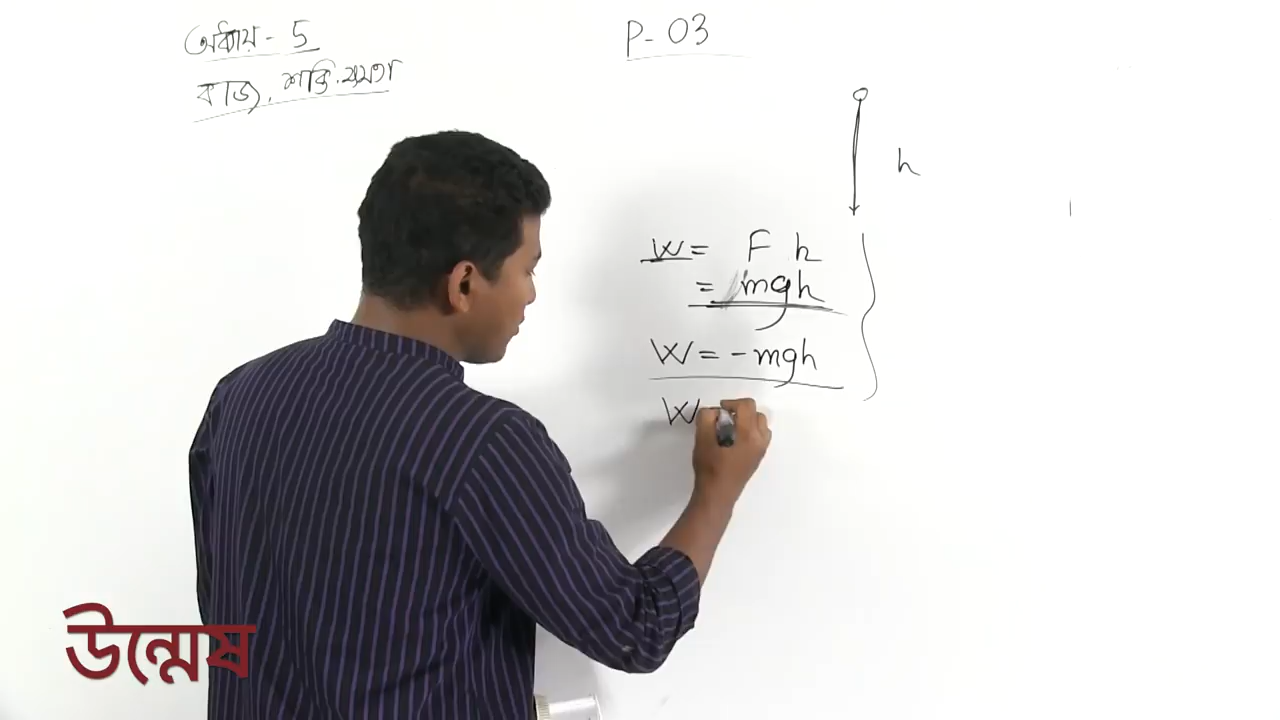 অধ্যায় - 5
কাজ, শক্তি. ক্ষমতা
P- 03
h
W = F h
= mgh
W = - mgh
W
উন্মেষ